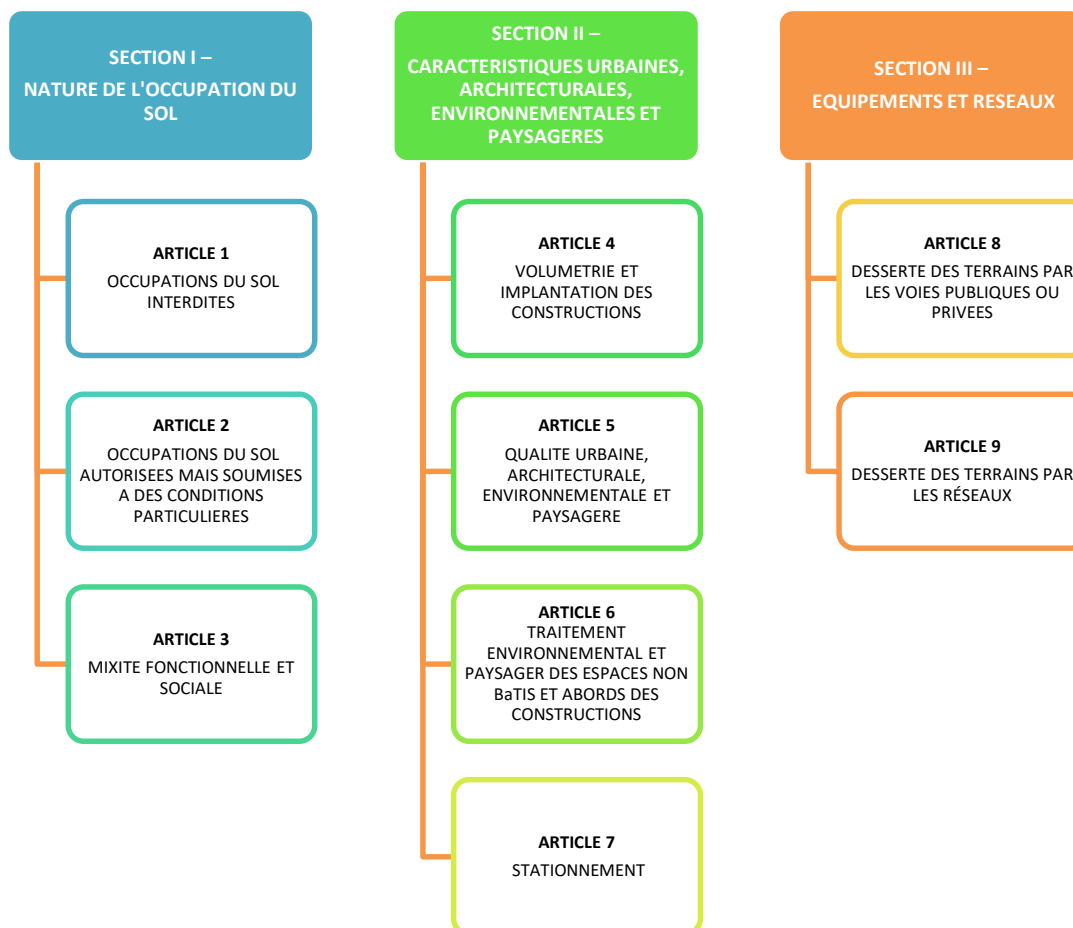 SECTION I –
NATURE DE L'OCCUPATION DU
SOL
ARTICLE 1
OCCUPATIONS DU SOL
INTERDITES
ARTICLE 2
OCCUPATIONS DU SOL
AUTORISEES MAIS SOUMISES
A DES CONDITIONS
PARTICULIERES
ARTICLE 3
MIXITE FONCTIONNELLE ET
SOCIALE
SECTION II –
CARACTERISTIQUES URBAINES,
ARCHITECTURALES,
ENVIRONNEMENTALES ET
PAYSAGERES
ARTICLE 4
VOLUMETRIE ET
IMPLANTATION DES
CONSTRUCTIONS
ARTICLE 5
QUALITE URBAINE,
ARCHITECTURALE,
ENVIRONNEMENTALE ET
PAYSAGERE
ARTICLE 6
TRAITEMENT
ENVIRONNEMENTAL ET
PAYSAGER DES ESPACES NON
BaTIS ET ABORDS DES
CONSTRUCTIONS
ARTICLE 7
STATIONNEMENT
SECTION III –
EQUIPEMENTS ET RESEAUX
ARTICLE 8
DESSERTE DES TERRAINS PAR
LES VOIES PUBLIQUES OU
PRIVEES
ARTICLE 9
DESSERTE DES TERRAINS PAR
LES RÉSEAUX